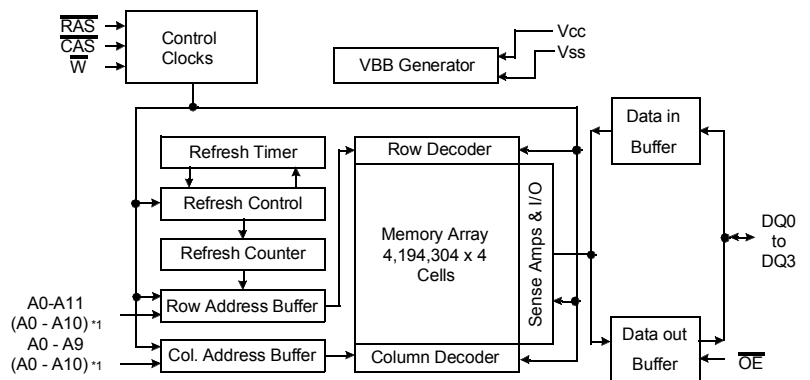 RAS
CAS
W
Control
Clocks
VBB Generator
Vcc
Vss
Data in
Buffer
Refresh Timer
Row Decoder
Refresh Control
Memory Array
4,194,304 x 4
Cells
Sense Amps & I/O
DQ0
to
DQ3
Refresh Counter
A0-A11
(A0 - A10) *1
Row Address Buffer
A0 - A9
(A0 - A10) *1
Col. Address Buffer
Column Decoder
Data out
Buffer
OE